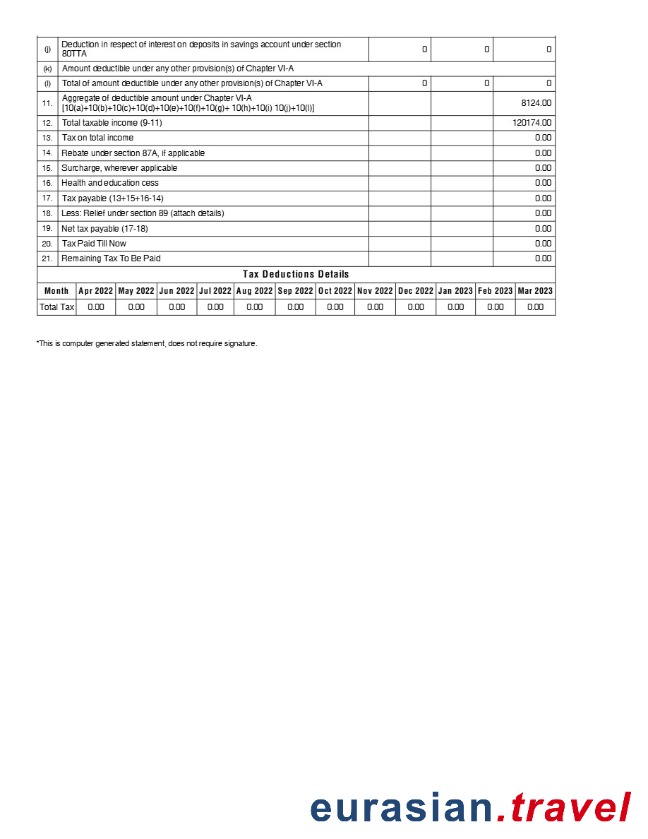 (j) Deduction in respect of interest on deposits in savings account under section 0 0 0
80TTA
(k) Amount deductible under any other provision(s) of Chapter VI-A
(l) Total of amount deductible under any other provision(s) of Chapter VI-A 0 0 0
11. Aggregate of deductible amount under Chapter VI-A 8124.00
[10(a)+10(b)+10(c)+10(d)+10(e)+10(f)+10(g)+ 10(h)+10(i) 10(j)+10(l)]
12. Total taxable income (9-11) 120174.00
13. Tax on total income 0.00
14. Rebate under section 87A, if applicable 0.00
15. Surcharge, wherever applicable 0.00
16. Health and education cess 0.00
17. Tax payable (13+15+16-14) 0.00
18. Less: Relief under section 89 (attach details) 0.00
19. Net tax payable (17-18) 0.00
20. Tax Paid Till Now 0.00
21. Remaining Tax To Be Paid 0.00
Tax Deductions Details
Month Apr 2022 May 2022 Jun 2022 Jul 2022 Aug 2022 Sep 2022 Oct 2022 Nov 2022 Dec 2022 Jan 2023 Feb 2023 Mar 2023
Total Tax 0.00 0.00 0.00 0.00 0.00 0.00 0.00 0.00 0.00 0.00 0.00 0.00
*This is computer generated statement, does not require signature.
eurasian.travel